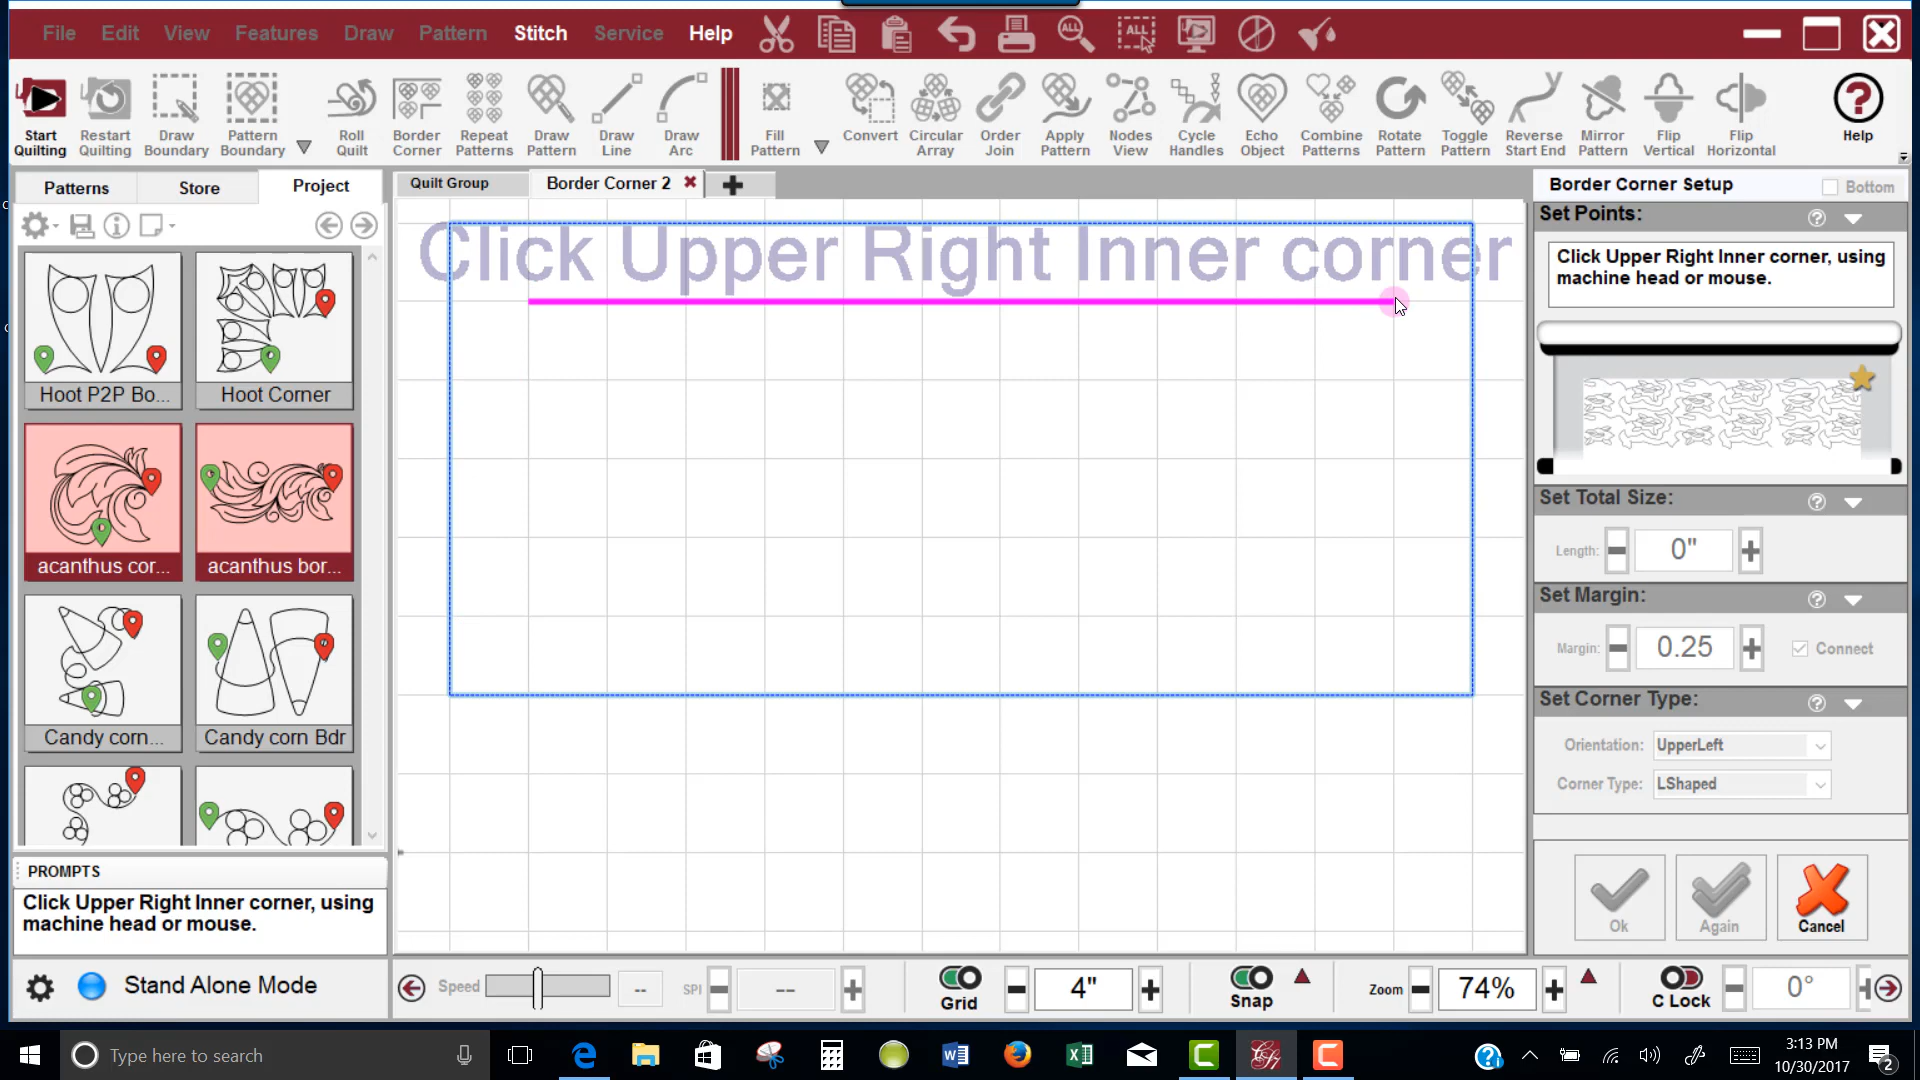 File Edit View Features Draw Pattern Stitch Service Help
ALL ALL
Start Quilting
Restart Quilting
Draw Boundary
Pattern Boundary
Roll Quilt
Border Corner
Repeat Patterns
Draw Pattern
Draw Line
Draw Arc
Fill Pattern
Convert
Circular Array
Order Join
Apply Pattern
Nodes View
Cycle Handles
Echo Object
Combine Patterns
Rotate Pattern
Toggle Pattern
Reverse Start End
Mirror Pattern
Flip Vertical
Flip Horizontal
Help
Patterns Store Project
Quilt Group Border Corner 2
Click Upper Right Inner corner
Hoot P2P Bo...
Hoot Corner
acanthus cor...
acanthus bor...
Candy corn...
Candy corn Bdr
PROMPTS
Click Upper Right Inner corner, using
machine head or mouse.
Border Corner Setup Bottom
Set Points:
Click Upper Right Inner corner, using
machine head or mouse.
Set Total Size:
Length: 0"
Set Margin:
Margin: 0.25 Connect
Set Corner Type:
Orientation: UpperLeft
Corner Type: LShaped
Ok Again Cancel
Stand Alone Mode
Speed -- SPI --
Grid 4"
Snap
Zoom 74%
C Lock 0°
Type here to search
3:13 PM
10/30/2017
2